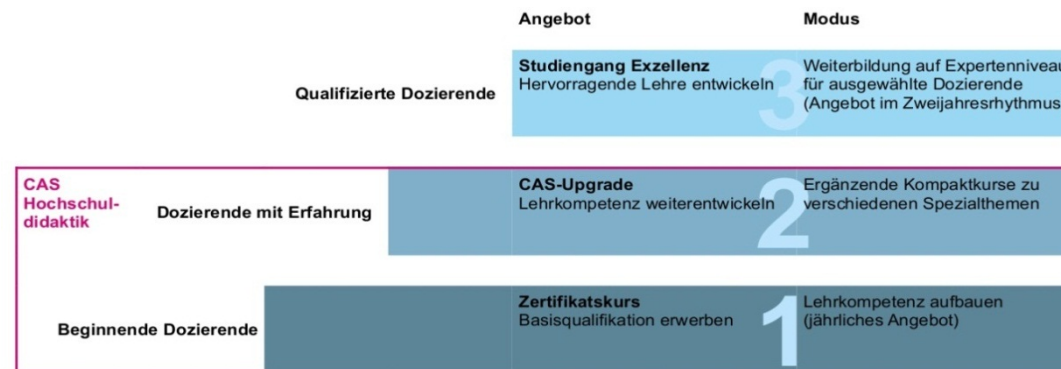 Angebot
Modus
Qualifizierte Dozierende
Studiengang Exzellenz
Hervorragende Lehre entwickeln
3
Weiterbildung auf Expertenniveau
für ausgewählte Dozierende
(Angebot im Zweijahresrhythmus
CAS
Hochschul-
didaktik
Dozierende mit Erfahrung
CAS-Upgrade
Lehrkompetenz weiterentwickeln
2
Ergänzende Kompaktkurse zu
verschiedenen Spezialthemen
Beginnende Dozierende
Zertifikatskurs
Basisqualifikation erwerben
1
Lehrkompetenz aufbauen
(jährliches Angebot)